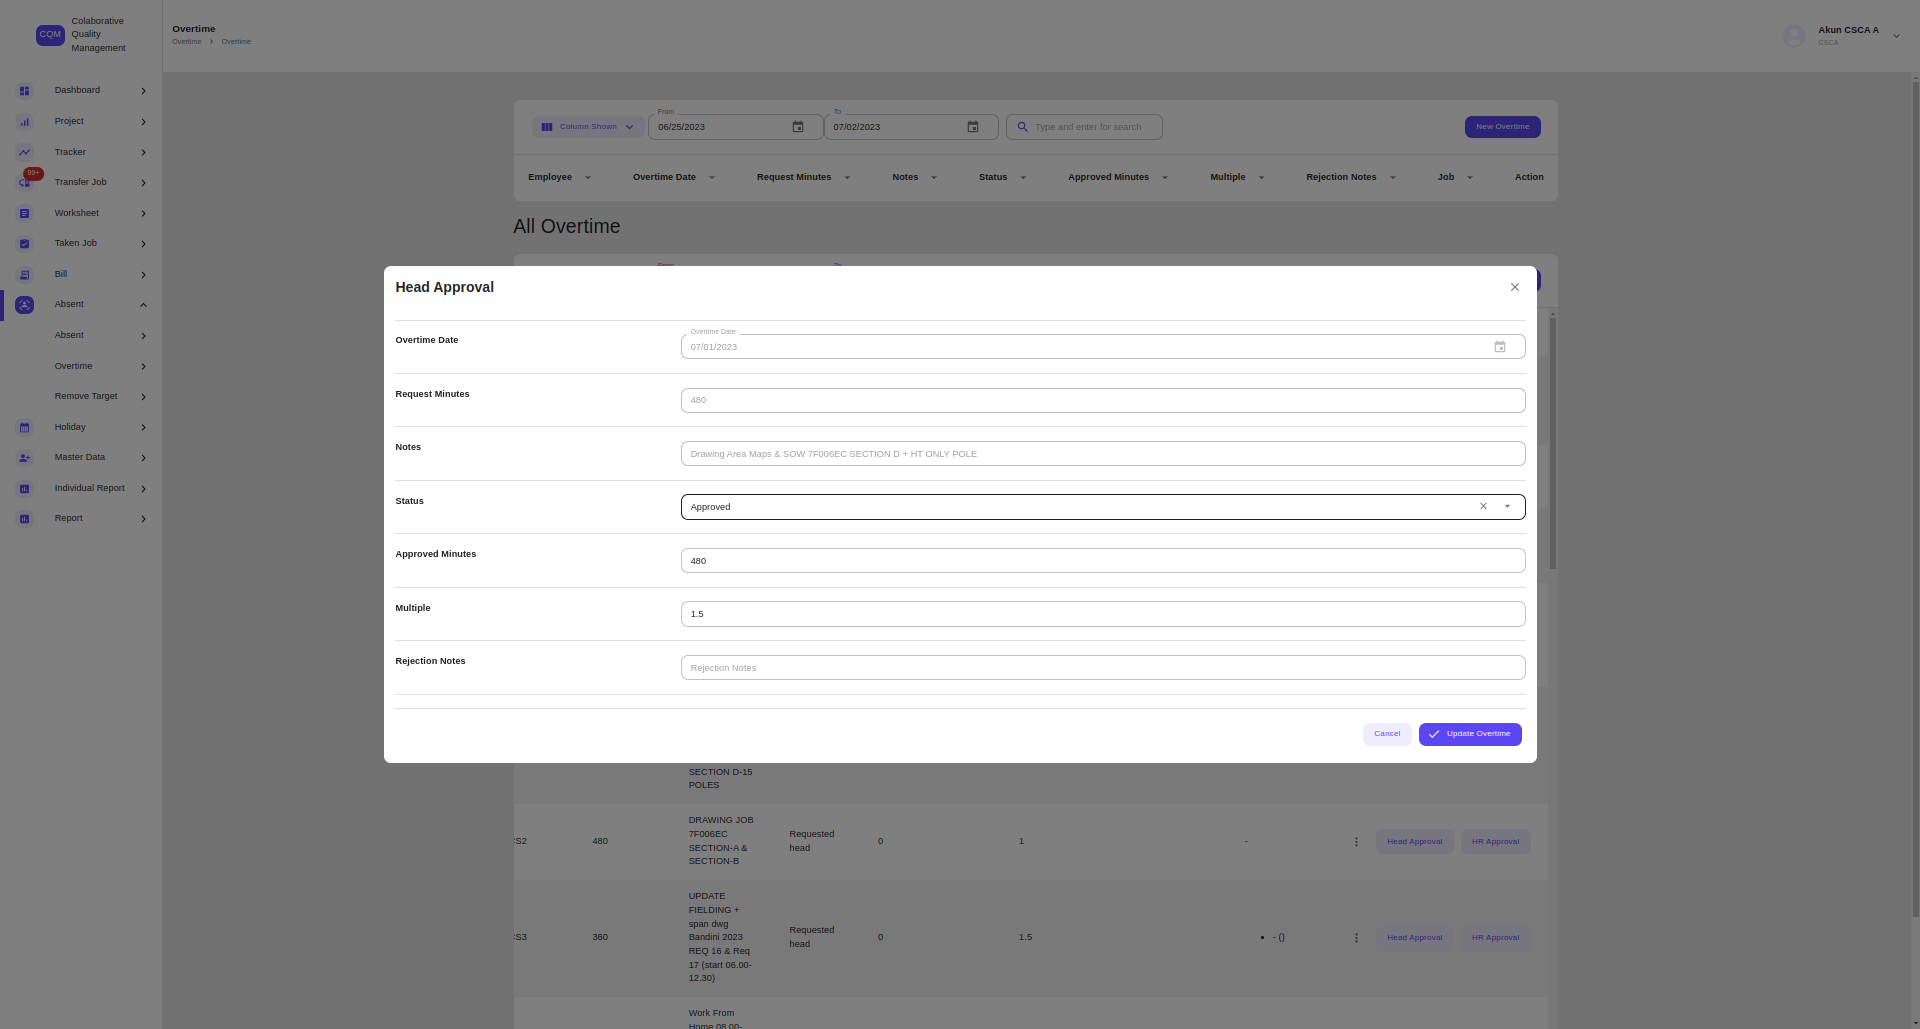 CQM
Colaborative
Quality
Management
Overtime
Overtime > Overtime
Akun CSCA A
CSCA
Dashboard
Project
Tracker
99+
Transfer Job
Worksheet
Taken Job
Bill
Absent
Absent
Overtime
Remove Target
Holiday
Master Data
Individual Report
Report
Column Shown
From
06/25/2023
To
07/02/2023
Type and enter for search
New Overtime
Employee Overtime Date Request Minutes Notes Status Approved Minutes Multiple Rejection Notes Job Action
All Overtime
Head Approval
Overtime Date
Overtime Date
07/01/2023
Request Minutes
480
Notes
Drawing Area Maps & SOW 7F006EC SECTION D + HT ONLY POLE
Status
Approved
Approved Minutes
480
Multiple
1.5
Rejection Notes
Rejection Notes
Cancel
Update Overtime
SECTION D-15
POLES
S2
480
DRAWING JOB
7F006EC
SECTION-A &
SECTION-B
Requested
head
0
1
-
Head Approval
HR Approval
S3
360
UPDATE
FIELDING +
span dwg
Bandini 2023
REQ 16 & Req
17 (start 06.00-
12.30)
Requested
head
0
1.5
• - ()
Head Approval
HR Approval
Work From
Home 08.00-